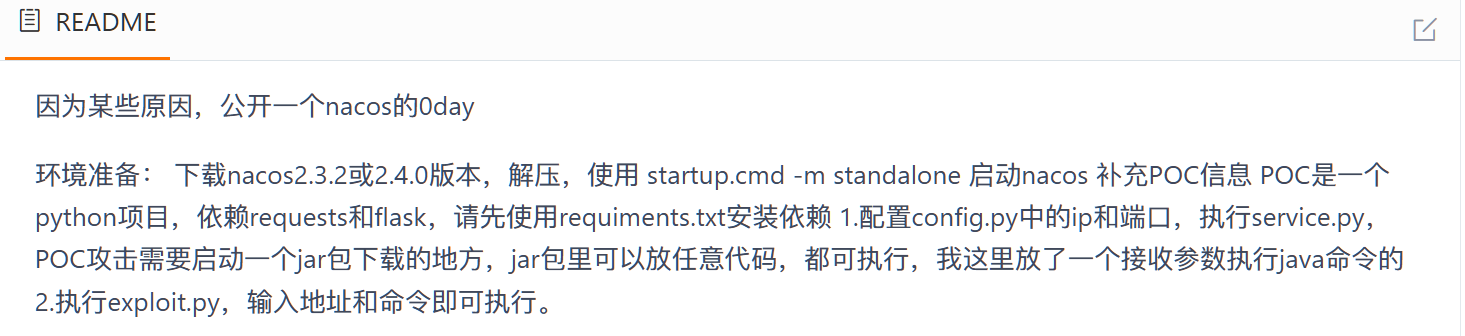 README
因为某些原因，公开一个nacos的0day
环境准备： 下载nacos2.3.2或2.4.0版本，解压，使用 startup.cmd -m standalone 启动nacos 补充POC信息 POC是一个
python项目，依赖requests和flask，请先使用requiments.txt安装依赖 1.配置config.py中的ip和端口，执行service.py，
POC攻击需要启动一个jar包下载的地方，jar包里可以放任意代码，都可执行，我这里放了一个接收参数执行java命令的
2.执行exploit.py，输入地址和命令即可执行。